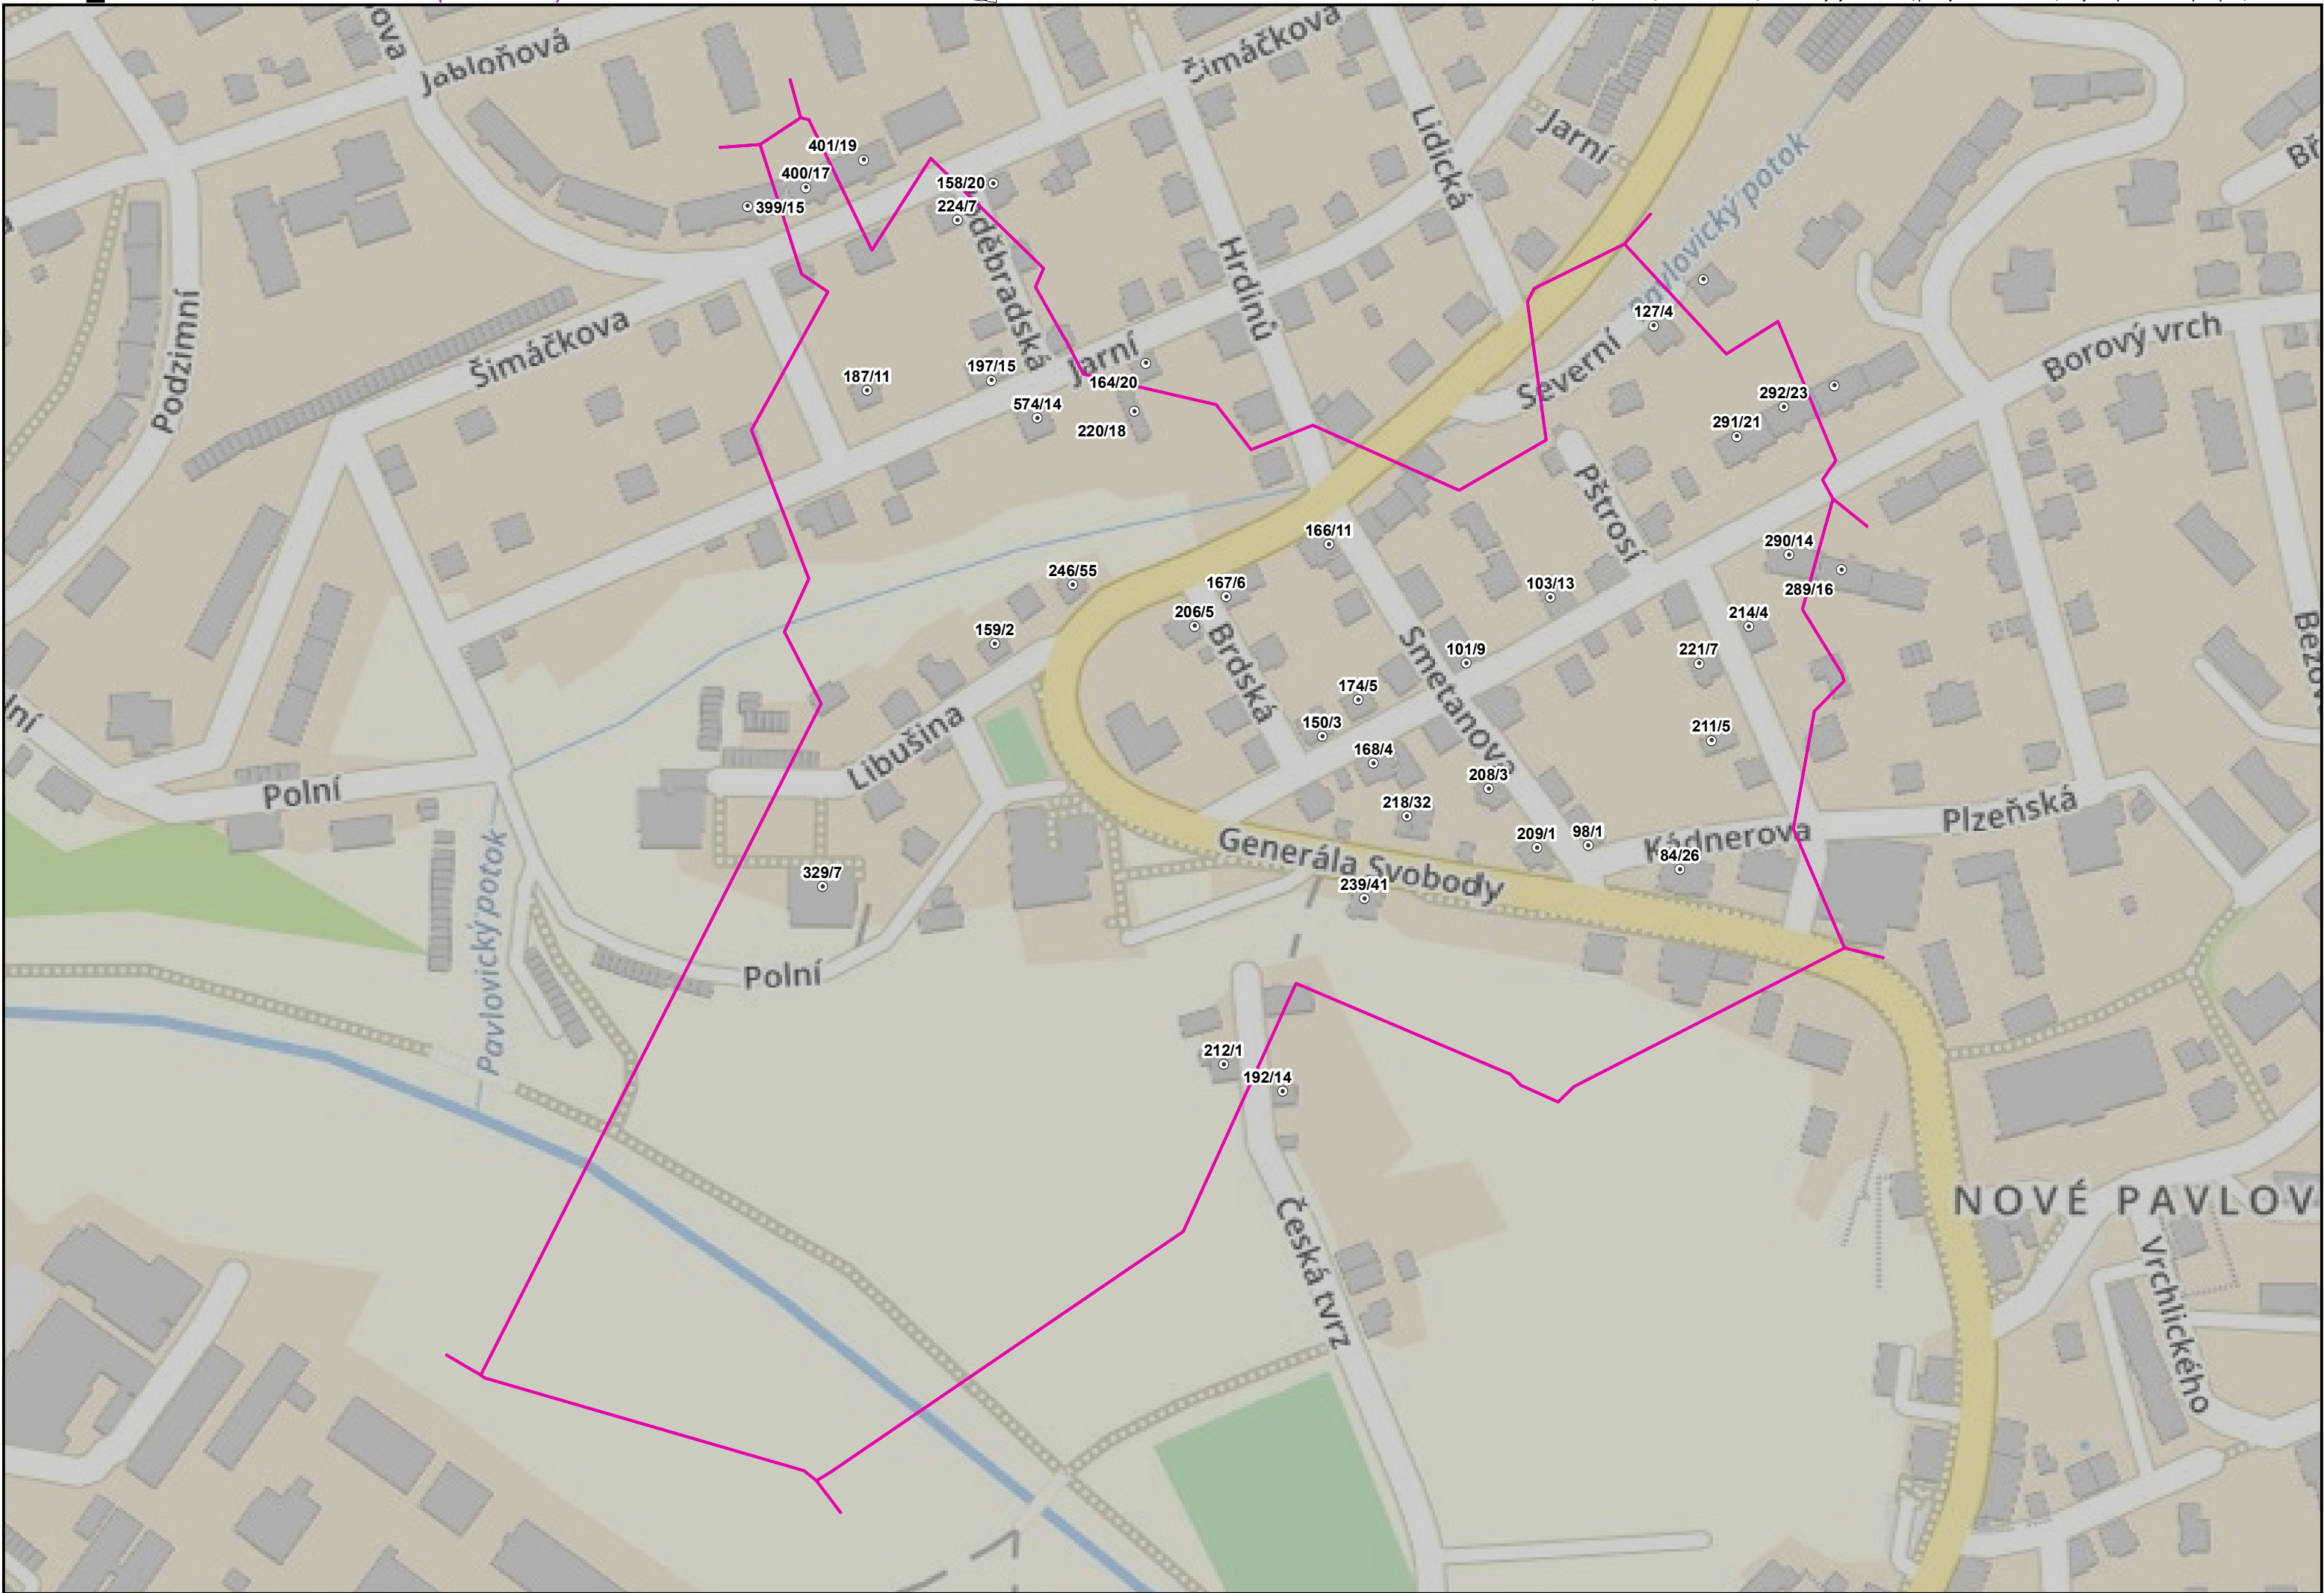 Jabloňová
Šimáčkova
Lidická
Jarní
Pavlovický potok
401/19
400/17
399/15
158/20
224/7
děbradská
Hrdinů
Podzimní
Šimáčkova
127/4
Severní
Borový vrch
Jarní
197/15
187/11
164/20
574/14
220/18
292/23
291/21
Pštrosí
166/11
290/14
246/55
167/6
103/13
289/16
206/5
214/4
159/2
Brdská
Smetanova
101/9
221/7
174/5
150/3
211/5
Libušina
168/4
208/3
Polní
218/32
Plzeňská
209/1
98/1
Kádnerova
Generála Svobody
84/26
329/7
239/41
Pavlovický potok
Polní
212/1
192/14
NOVÉ PAVLOV
Česká tvrz
Vrchlického